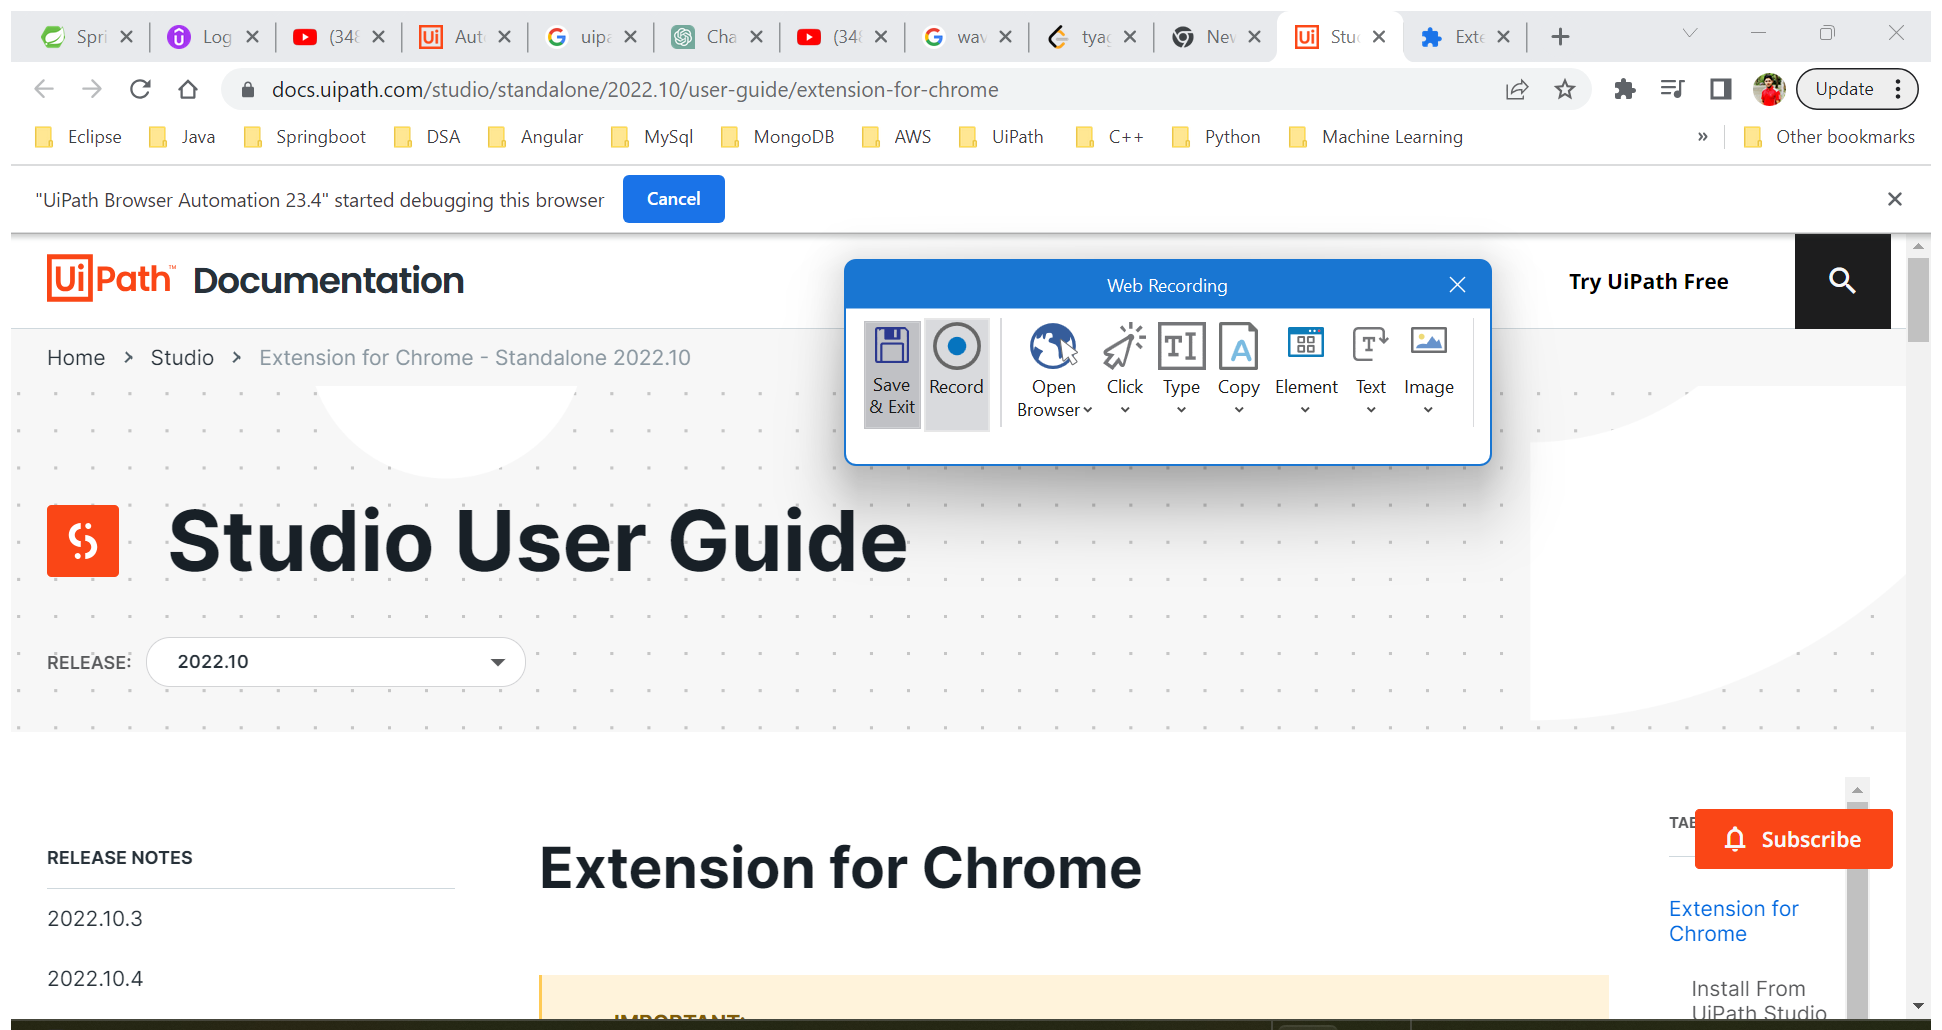 Spri
Log
(348
Aut
uipa
Cha
(348
wav
tyag
New
Stud
Exte
docs.uipath.com/studio/standalone/2022.10/user-guide/extension-for-chrome
Update
Eclipse
Java
Springboot
DSA
Angular
MySql
MongoDB
AWS
UiPath
C++
Python
Machine Learning
»
Other bookmarks
"UiPath Browser Automation 23.4" started debugging this browser
Cancel
UiPath™ Documentation
Try UiPath Free
Web Recording
Save & Exit
Record
Open Browser
Click
Type
Copy
Element
Text
Image
Home > Studio > Extension for Chrome - Standalone 2022.10
Studio User Guide
RELEASE:
2022.10
RELEASE NOTES
2022.10.3
2022.10.4
Extension for Chrome
IMPORTANT:
TAB
Subscribe
Extension for
Chrome
Install From
UiPath Studio